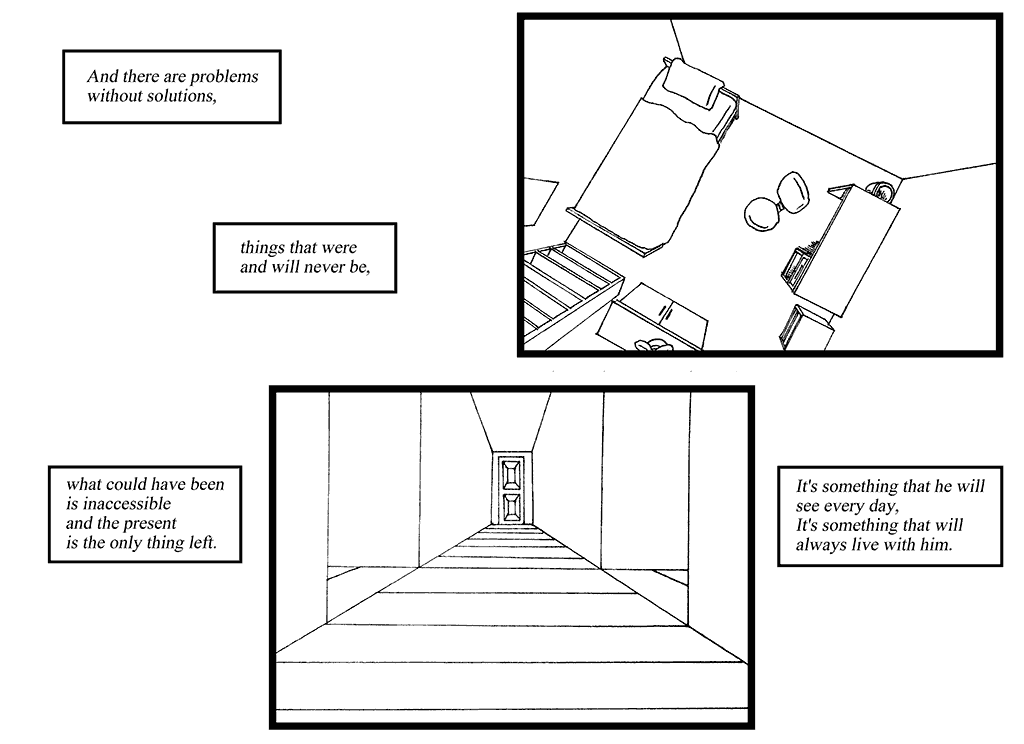 And there are problems
without solutions,
things that were
and will never be,
what could have been
is inaccessible
and the present
is the only thing left.
It's something that he will
see every day,
It's something that will
always live with him.